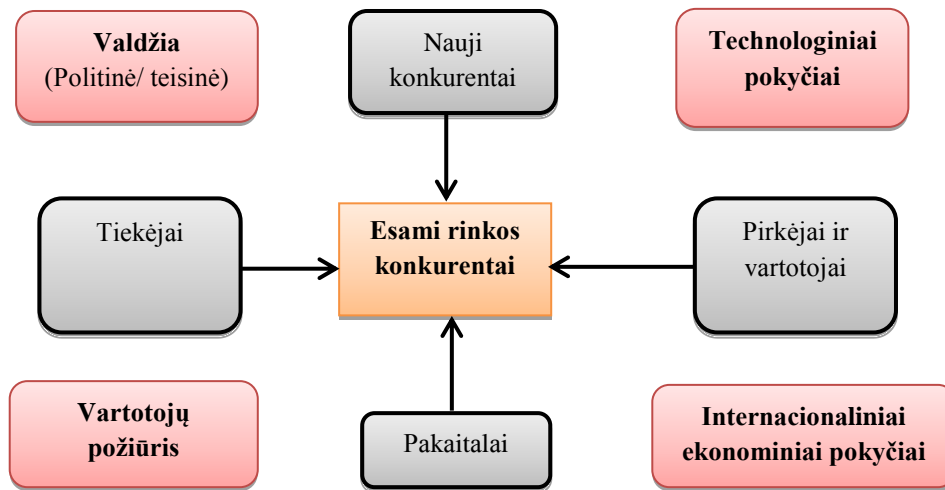 Valdžia
(Politinė/ teisinė)
Nauji
konkurentai
Technologiniai
pokyčiai
Tiekėjai
Esami rinkos
konkurentai
Pirkėjai ir
vartotojai
Vartotojų
požiūris
Pakaitalai
Internacionaliniai
ekonominiai pokyčiai